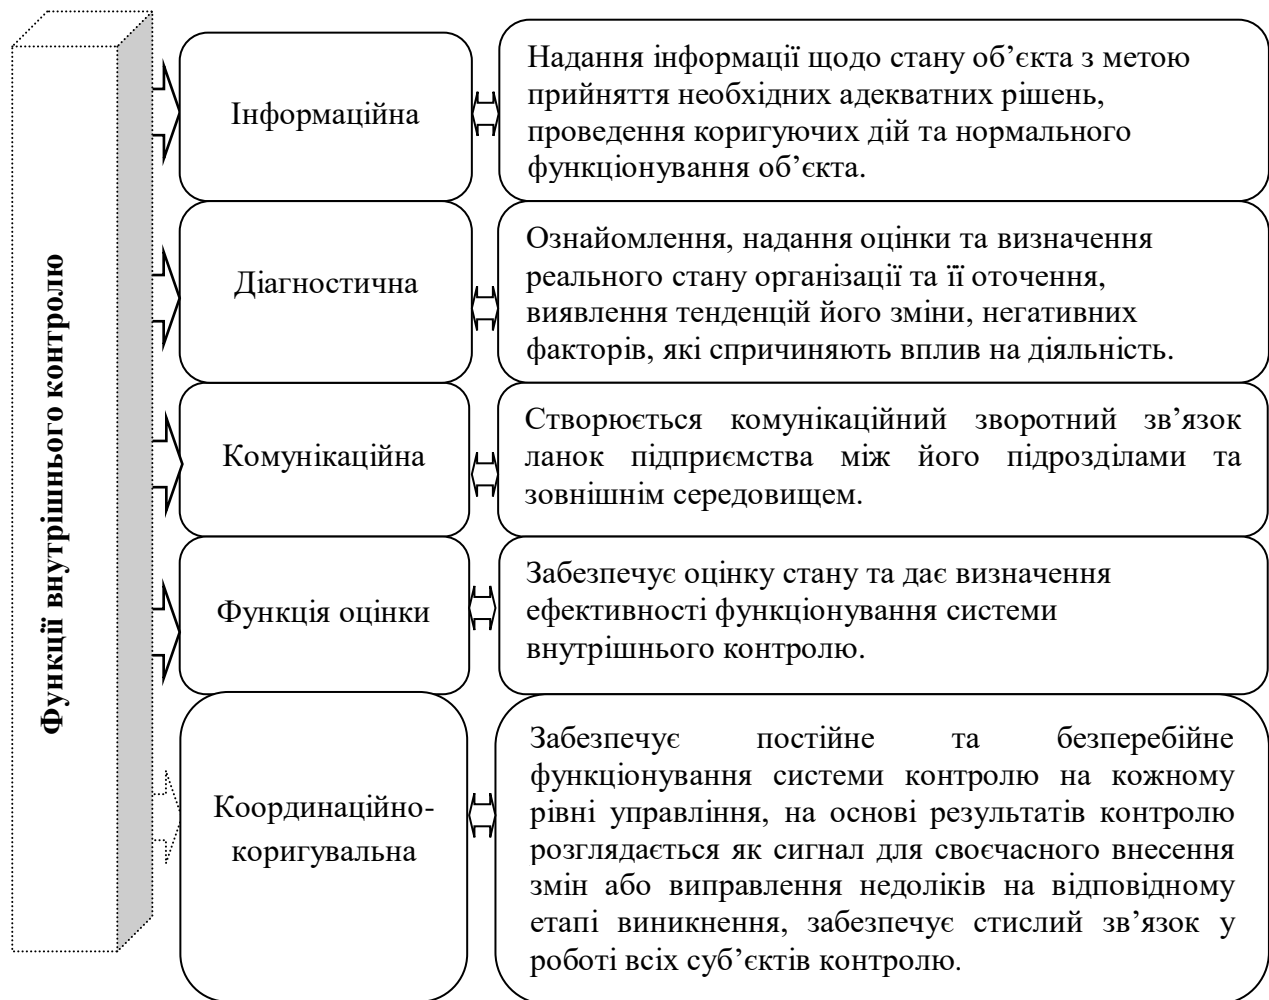 Функції внутрішнього контролю
Інформаційна
Надання інформації щодо стану об’єкта з метою
прийняття необхідних адекватних рішень,
проведення коригуючих дій та нормального
функціонування об’єкта.
Діагностична
Ознайомлення, надання оцінки та визначення
реального стану організації та її оточення,
виявлення тенденцій його зміни, негативних
факторів, які спричиняють вплив на діяльність.
Комунікаційна
Створюється комунікаційний зворотний зв’язок
ланок підприємства між його підрозділами та
зовнішнім середовищем.
Функція оцінки
Забезпечує оцінку стану та дає визначення
ефективності функціонування системи
внутрішнього контролю.
Координаційно-
коригувальна
Забезпечує постійне та безперебійне
функціонування системи контролю на кожному
рівні управління, на основі результатів контролю
розглядається як сигнал для своєчасного внесення
змін або виправлення недоліків на відповідному
етапі виникнення, забезпечує стислий зв’язок у
роботі всіх суб’єктів контролю.